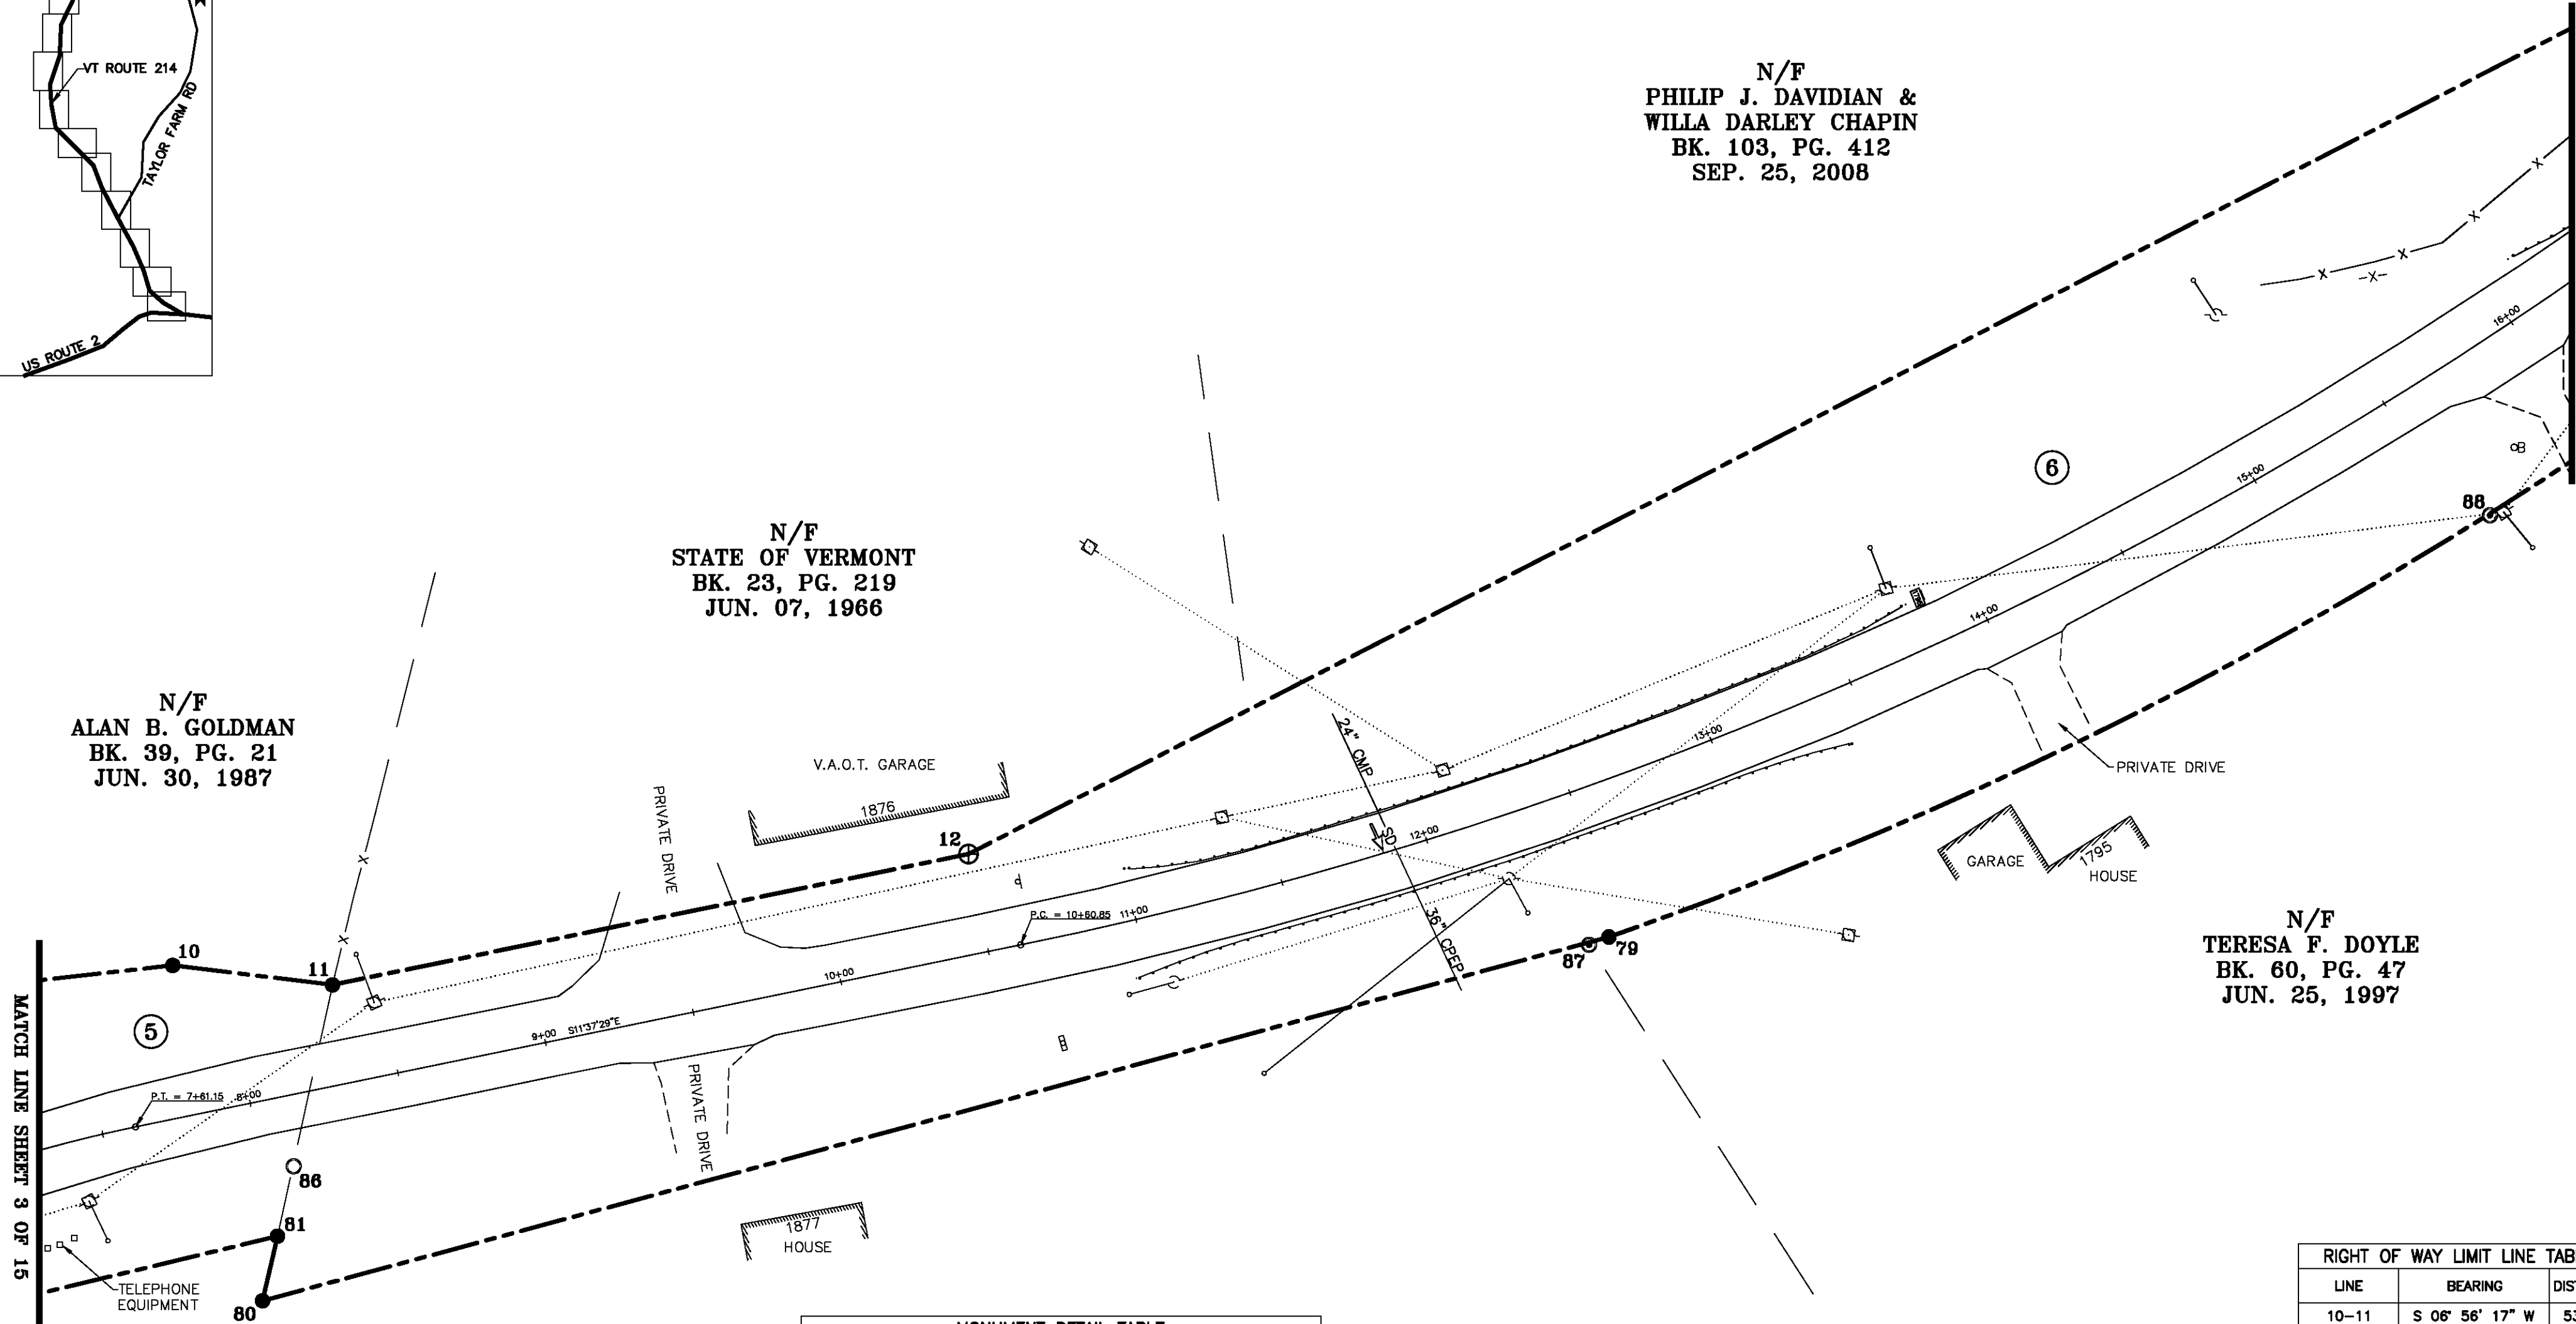 VT ROUTE 214
TAYLOR FARM RD
US ROUTE 2
N/F
PHILIP J. DAVIDIAN &
WILLA DARLEY CHAPIN
BK. 103, PG. 412
SEP. 25, 2008
N/F
STATE OF VERMONT
BK. 23, PG. 219
JUN. 07, 1966
N/F
ALAN B. GOLDMAN
BK. 39, PG. 21
JUN. 30, 1987
V.A.O.T. GARAGE
1876
PRIVATE DRIVE
12
10
11
5
6
88
16+00
15+00
14+00
13+00
12+00
11+00
P.C. = 10+60.85
10+00
9+00 S11°37'29"E
8+00
P.T. = 7+61.15
24" CMP
SD
36" CPEP
PRIVATE DRIVE
GARAGE
1795
HOUSE
87
79
N/F
TERESA F. DOYLE
BK. 60, PG. 47
JUN. 25, 1997
PRIVATE DRIVE
86
81
80
1877
HOUSE
TELEPHONE
EQUIPMENT
MATCH LINE SHEET 3 OF 15
X
X
X
X
X
-X-
B
MONUMENT DETAIL TABLE
RIGHT OF WAY LIMIT LINE TAB
LINE BEARING DIS
10-11 S 06° 56' 17" W 53